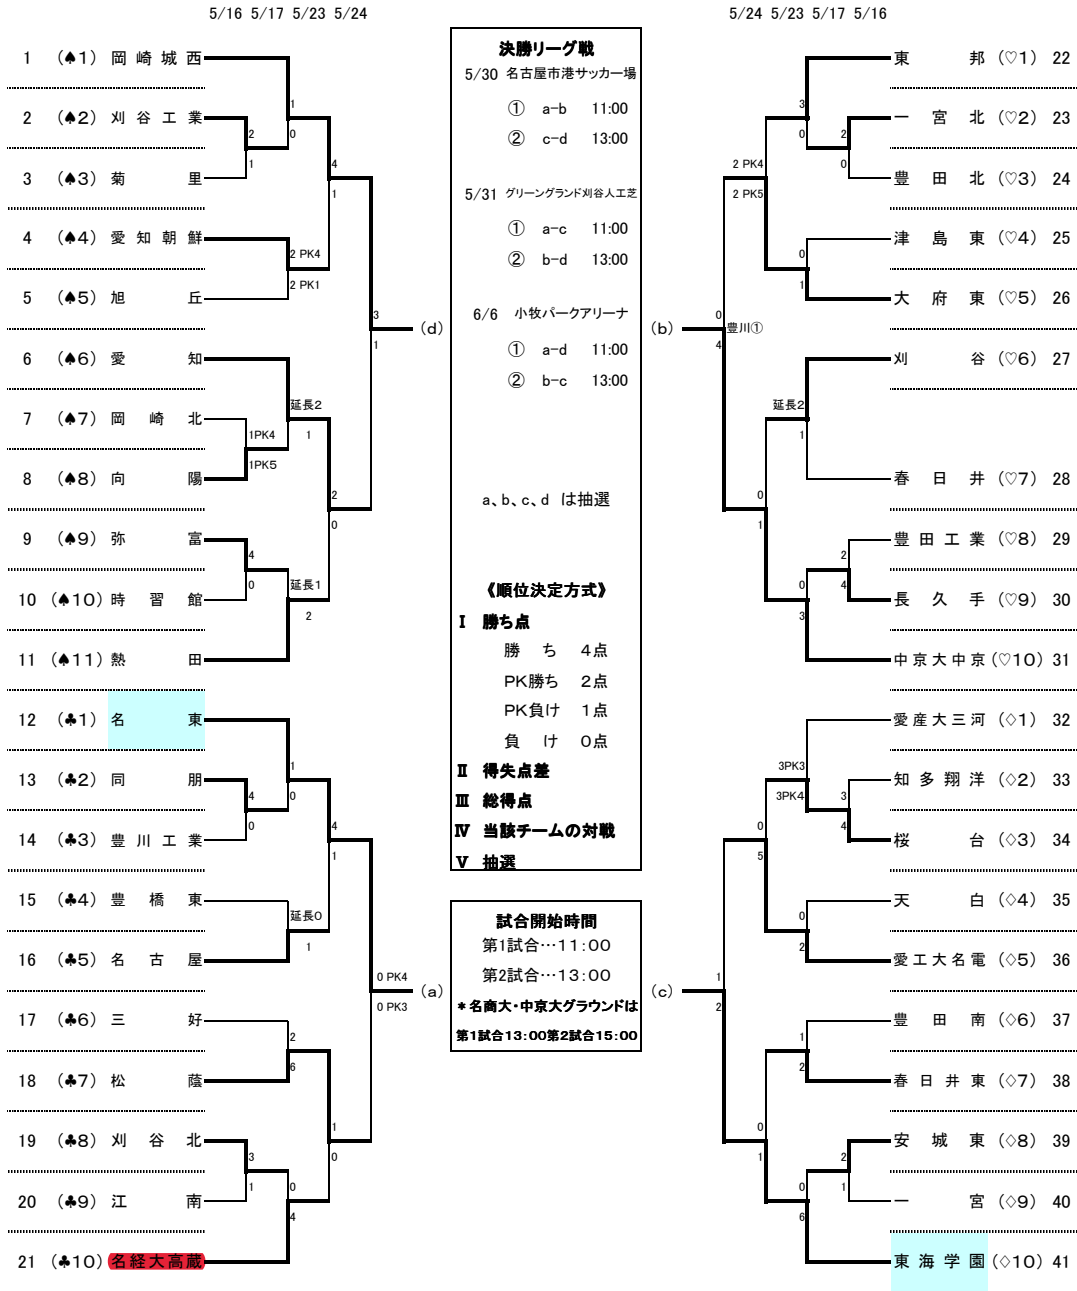 5/16 5/17 5/23 5/24
1 (♠1) 岡崎城西
1
2 (♠2) 刈谷工業
2 0
1 4
3 (♠3) 菊里
1
4 (♠4) 愛知朝鮮
2 PK4
2 PK1
5 (♠5) 旭丘
3
(d)
1
6 (♠6) 愛知
延長2
7 (♠7) 岡崎北
1PK4 1
1PK5
8 (♠8) 向陽
2
0
9 (♠9) 弥富
4
0 延長1
10 (♠10) 時習館
2
11 (♠11) 熱田
12 (♣1) 名東
1
13 (♣2) 同朋
4 0
0 4
14 (♣3) 豊川工業
1
15 (♣4) 豊橋東
延長0
1
16 (♣5) 名古屋
0 PK4
(a)
0 PK3
17 (♣6) 三好
2
6
18 (♣7) 松蔭
1
19 (♣8) 刈谷北
3 0
1 0
20 (♣9) 江南
4
21 (♣10) 名経大高蔵
決勝リーグ戦
5/30 名古屋市港サッカー場
① a-b 11:00
② c-d 13:00
5/31 グリーングランド刈谷人工芝
① a-c 11:00
② b-d 13:00
6/6 小牧パークアリーナ
① a-d 11:00
② b-c 13:00
a、b、c、d は抽選
《順位決定方式》
Ⅰ 勝ち点
勝ち 4点
PK勝ち 2点
PK負け 1点
負け 0点
Ⅱ 得失点差
Ⅲ 総得点
Ⅳ 当該チームの対戦
Ⅴ 抽選
試合開始時間
第1試合…11:00
第2試合…13:00
*名商大・中京大グラウンドは
第1試合13:00第2試合15:00
5/24 5/23 5/17 5/16
東邦 (♡1) 22
3
一宮北 (♡2) 23
0 2
2 PK4 0
豊田北 (♡3) 24
2 PK5
津島東 (♡4) 25
0
1
大府東 (♡5) 26
0
(b) 豊川①
4
刈谷 (♡6) 27
延長2
1
春日井 (♡7) 28
0
1
豊田工業 (♡8) 29
2
0 4
長久手 (♡9) 30
3
中京大中京 (♡10) 31
愛産大三河 (◇1) 32
3PK3
知多翔洋 (◇2) 33
3PK4 3
0 4
桜台 (◇3) 34
5
天白 (◇4) 35
0
2
愛工大名電 (◇5) 36
1
(c)
2
豊田南 (◇6) 37
1
2
春日井東 (◇7) 38
0
安城東 (◇8) 39
1 2
0 1
一宮 (◇9) 40
6
東海学園 (◇10) 41